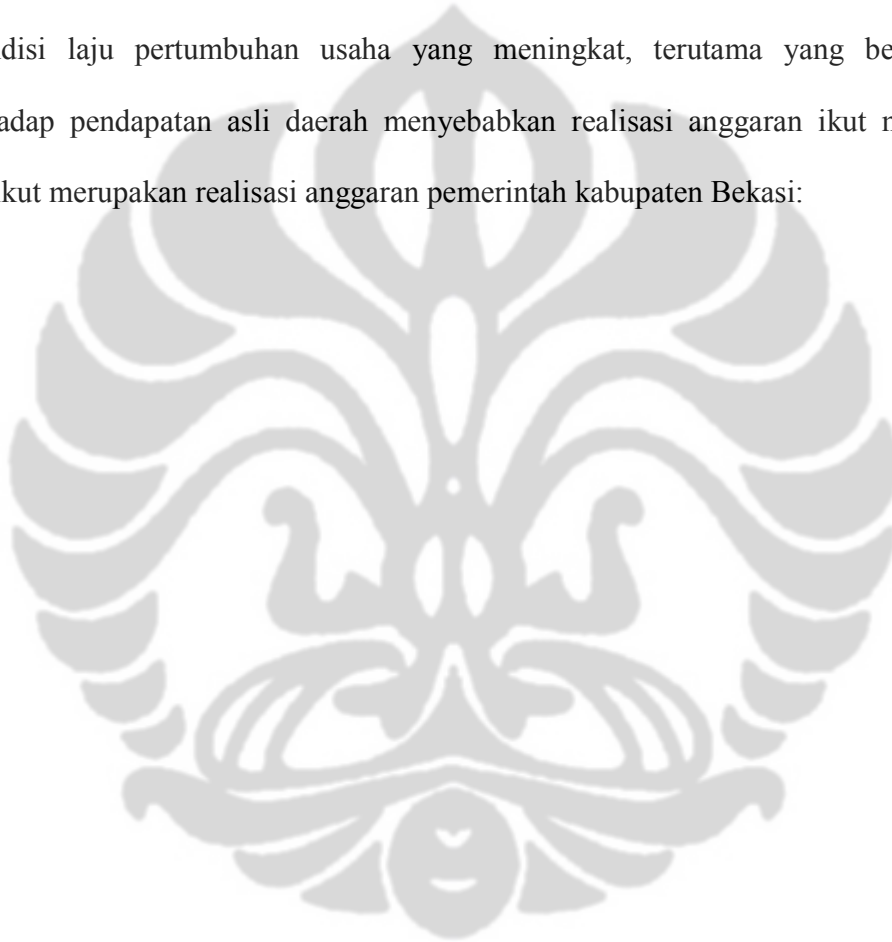 disi laju pertumbuhan usaha yang meningkat, terutama yang be
adap pendapatan asli daerah menyebabkan realisasi anggaran ikut
ikut merupakan realisasi anggaran pemerintah kabupaten Bekasi: